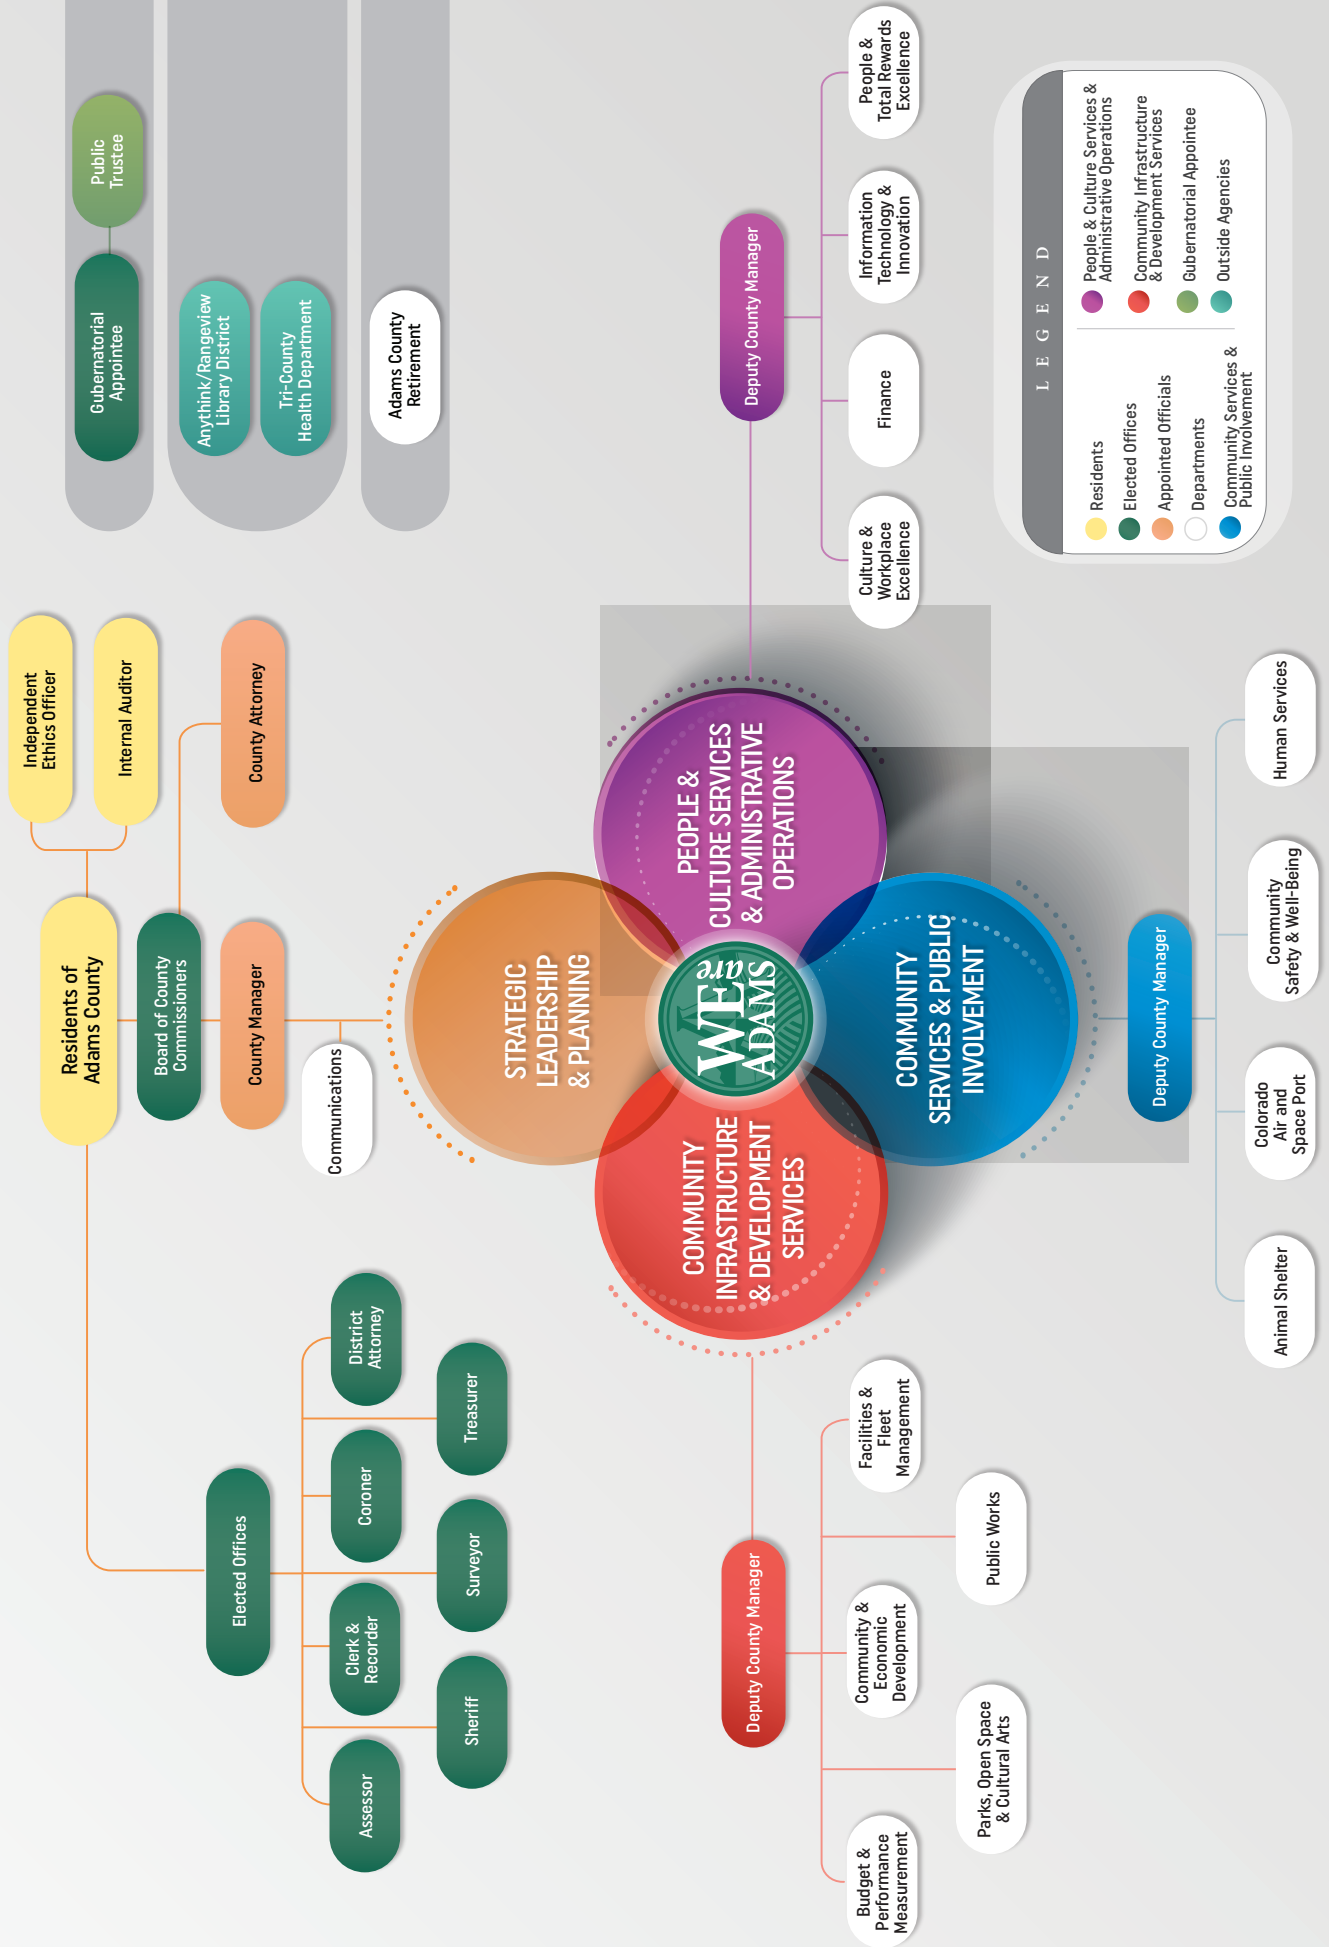 Residents of
Adams County
Independent
Ethics Officer
Internal Auditor
Board of County
Commissioners
County Attorney
County Manager
Communications
Elected Offices
Assessor
Clerk &
Recorder
Coroner
District
Attorney
Sheriff
Surveyor
Treasurer
Gubernatorial
Appointee
Public
Trustee
Anythink/Rangeview
Library District
Tri-County
Health Department
Adams County
Retirement
STRATEGIC
LEADERSHIP
& PLANNING
COMMUNITY
INFRASTRUCTURE
& DEVELOPMENT
SERVICES
WE
are
ADAMS
PEOPLE &
CULTURE SERVICES
& ADMINISTRATIVE
OPERATIONS
COMMUNITY
SERVICES & PUBLIC
INVOLVEMENT
Deputy County Manager
Budget &
Performance
Measurement
Community &
Economic
Development
Facilities &
Fleet
Management
Parks, Open Space
& Cultural Arts
Public Works
Deputy County Manager
Animal Shelter
Colorado
Air and
Space Port
Community
Safety & Well-Being
Human Services
Deputy County Manager
Culture &
Workplace
Excellence
Finance
Information
Technology &
Innovation
People &
Total Rewards
Excellence
LEGEND
Residents
Elected Offices
Appointed Officials
Departments
Community Services &
Public Involvement
People & Culture Services &
Administrative Operations
Community Infrastructure
& Development Services
Gubernatorial Appointee
Outside Agencies